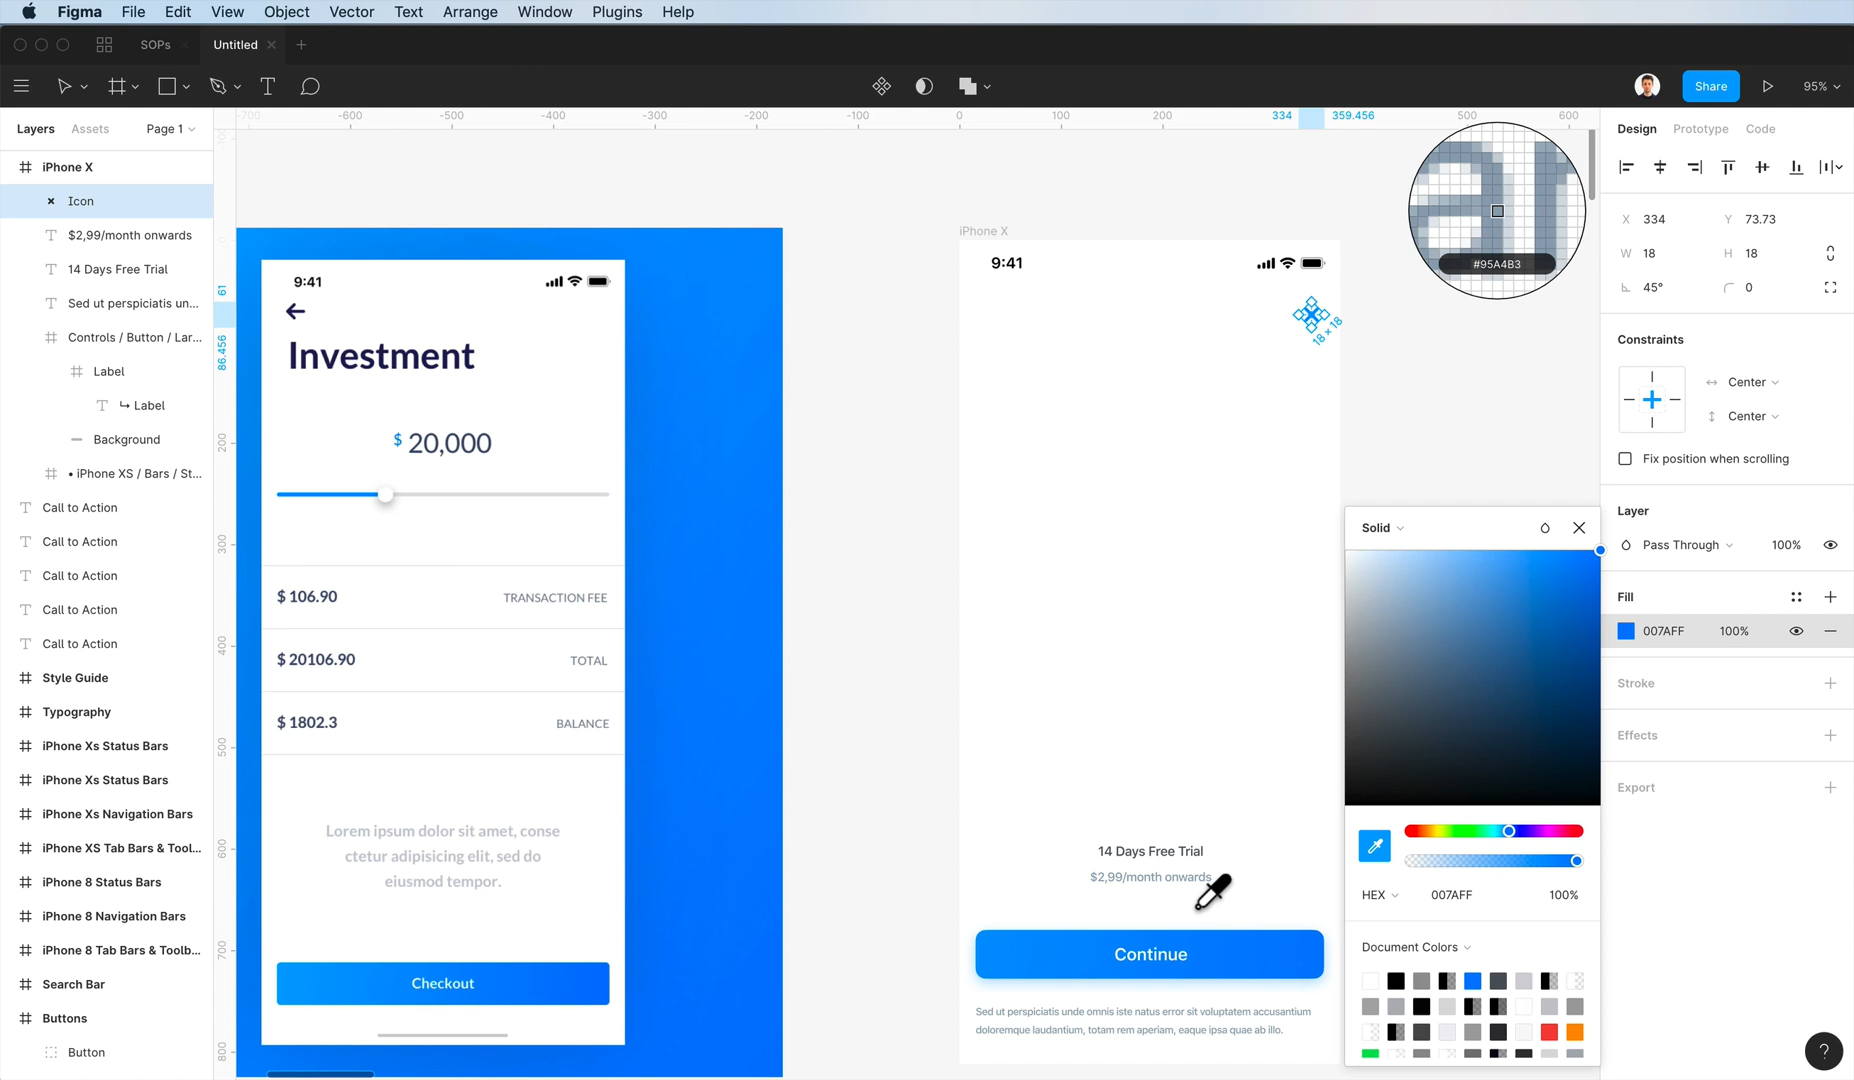 Figma File Edit View Object Vector Text Arrange Window Plugins Help
SOPs Untitled
Share 95%
Layers Assets Page 1
-700 -600 -500 -400 -300 -200 -100 0 100 200 334 359.456 500 600
Design Prototype Code
iPhone X
Icon
$2,99/month onwards
14 Days Free Trial
Sed ut perspiciatis un...
Controls / Button / Lar...
Label
Label
Background
• iPhone XS / Bars / St...
Call to Action
Call to Action
Call to Action
Call to Action
Call to Action
Style Guide
Typography
iPhone Xs Status Bars
iPhone Xs Status Bars
iPhone Xs Navigation Bars
iPhone XS Tab Bars & Tool...
iPhone 8 Status Bars
iPhone 8 Navigation Bars
iPhone 8 Tab Bars & Toolb...
Search Bar
Buttons
Button
61
86.456
200
300
400
500
600
700
800
9:41
Investment
$ 20,000
$ 106.90 TRANSACTION FEE
$ 20106.90 TOTAL
$ 1802.3 BALANCE
Lorem ipsum dolor sit amet, conse
ctetur adipisicing elit, sed do
eiusmod tempor.
Checkout
iPhone X
9:41
18 × 18
#95A4B3
14 Days Free Trial
$2,99/month onwards
Continue
Sed ut perspiciatis unde omnis iste natus error sit voluptatem accusantium
doloremque laudantium, totam rem aperiam, eaque ipsa quae ab illo.
Solid
HEX 007AFF 100%
Document Colors
X 334 Y 73.73
W 18 H 18
45° 0
Constraints
Center
Center
Fix position when scrolling
Layer
Pass Through 100%
Fill
007AFF 100%
Stroke
Effects
Export
?